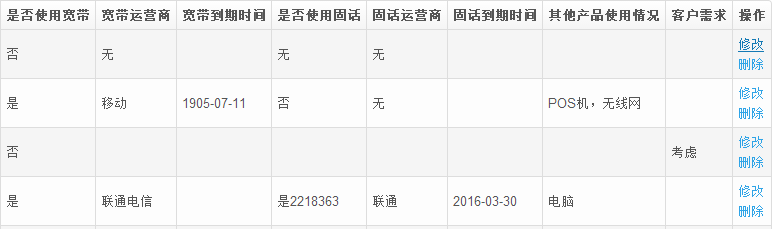 是否使用宽带 宽带运营商 宽带到期时间 是否使用固话 固话运营商 固话到期时间 其他产品使用情况 客户需求 操作
否 无 无 无 修改
删除
是 移动 1905-07-11 否 无 POS机，无线网 修改
删除
否 考虑 修改
删除
是 联通电信 是2218363 联通 2016-03-30 电脑 修改
删除